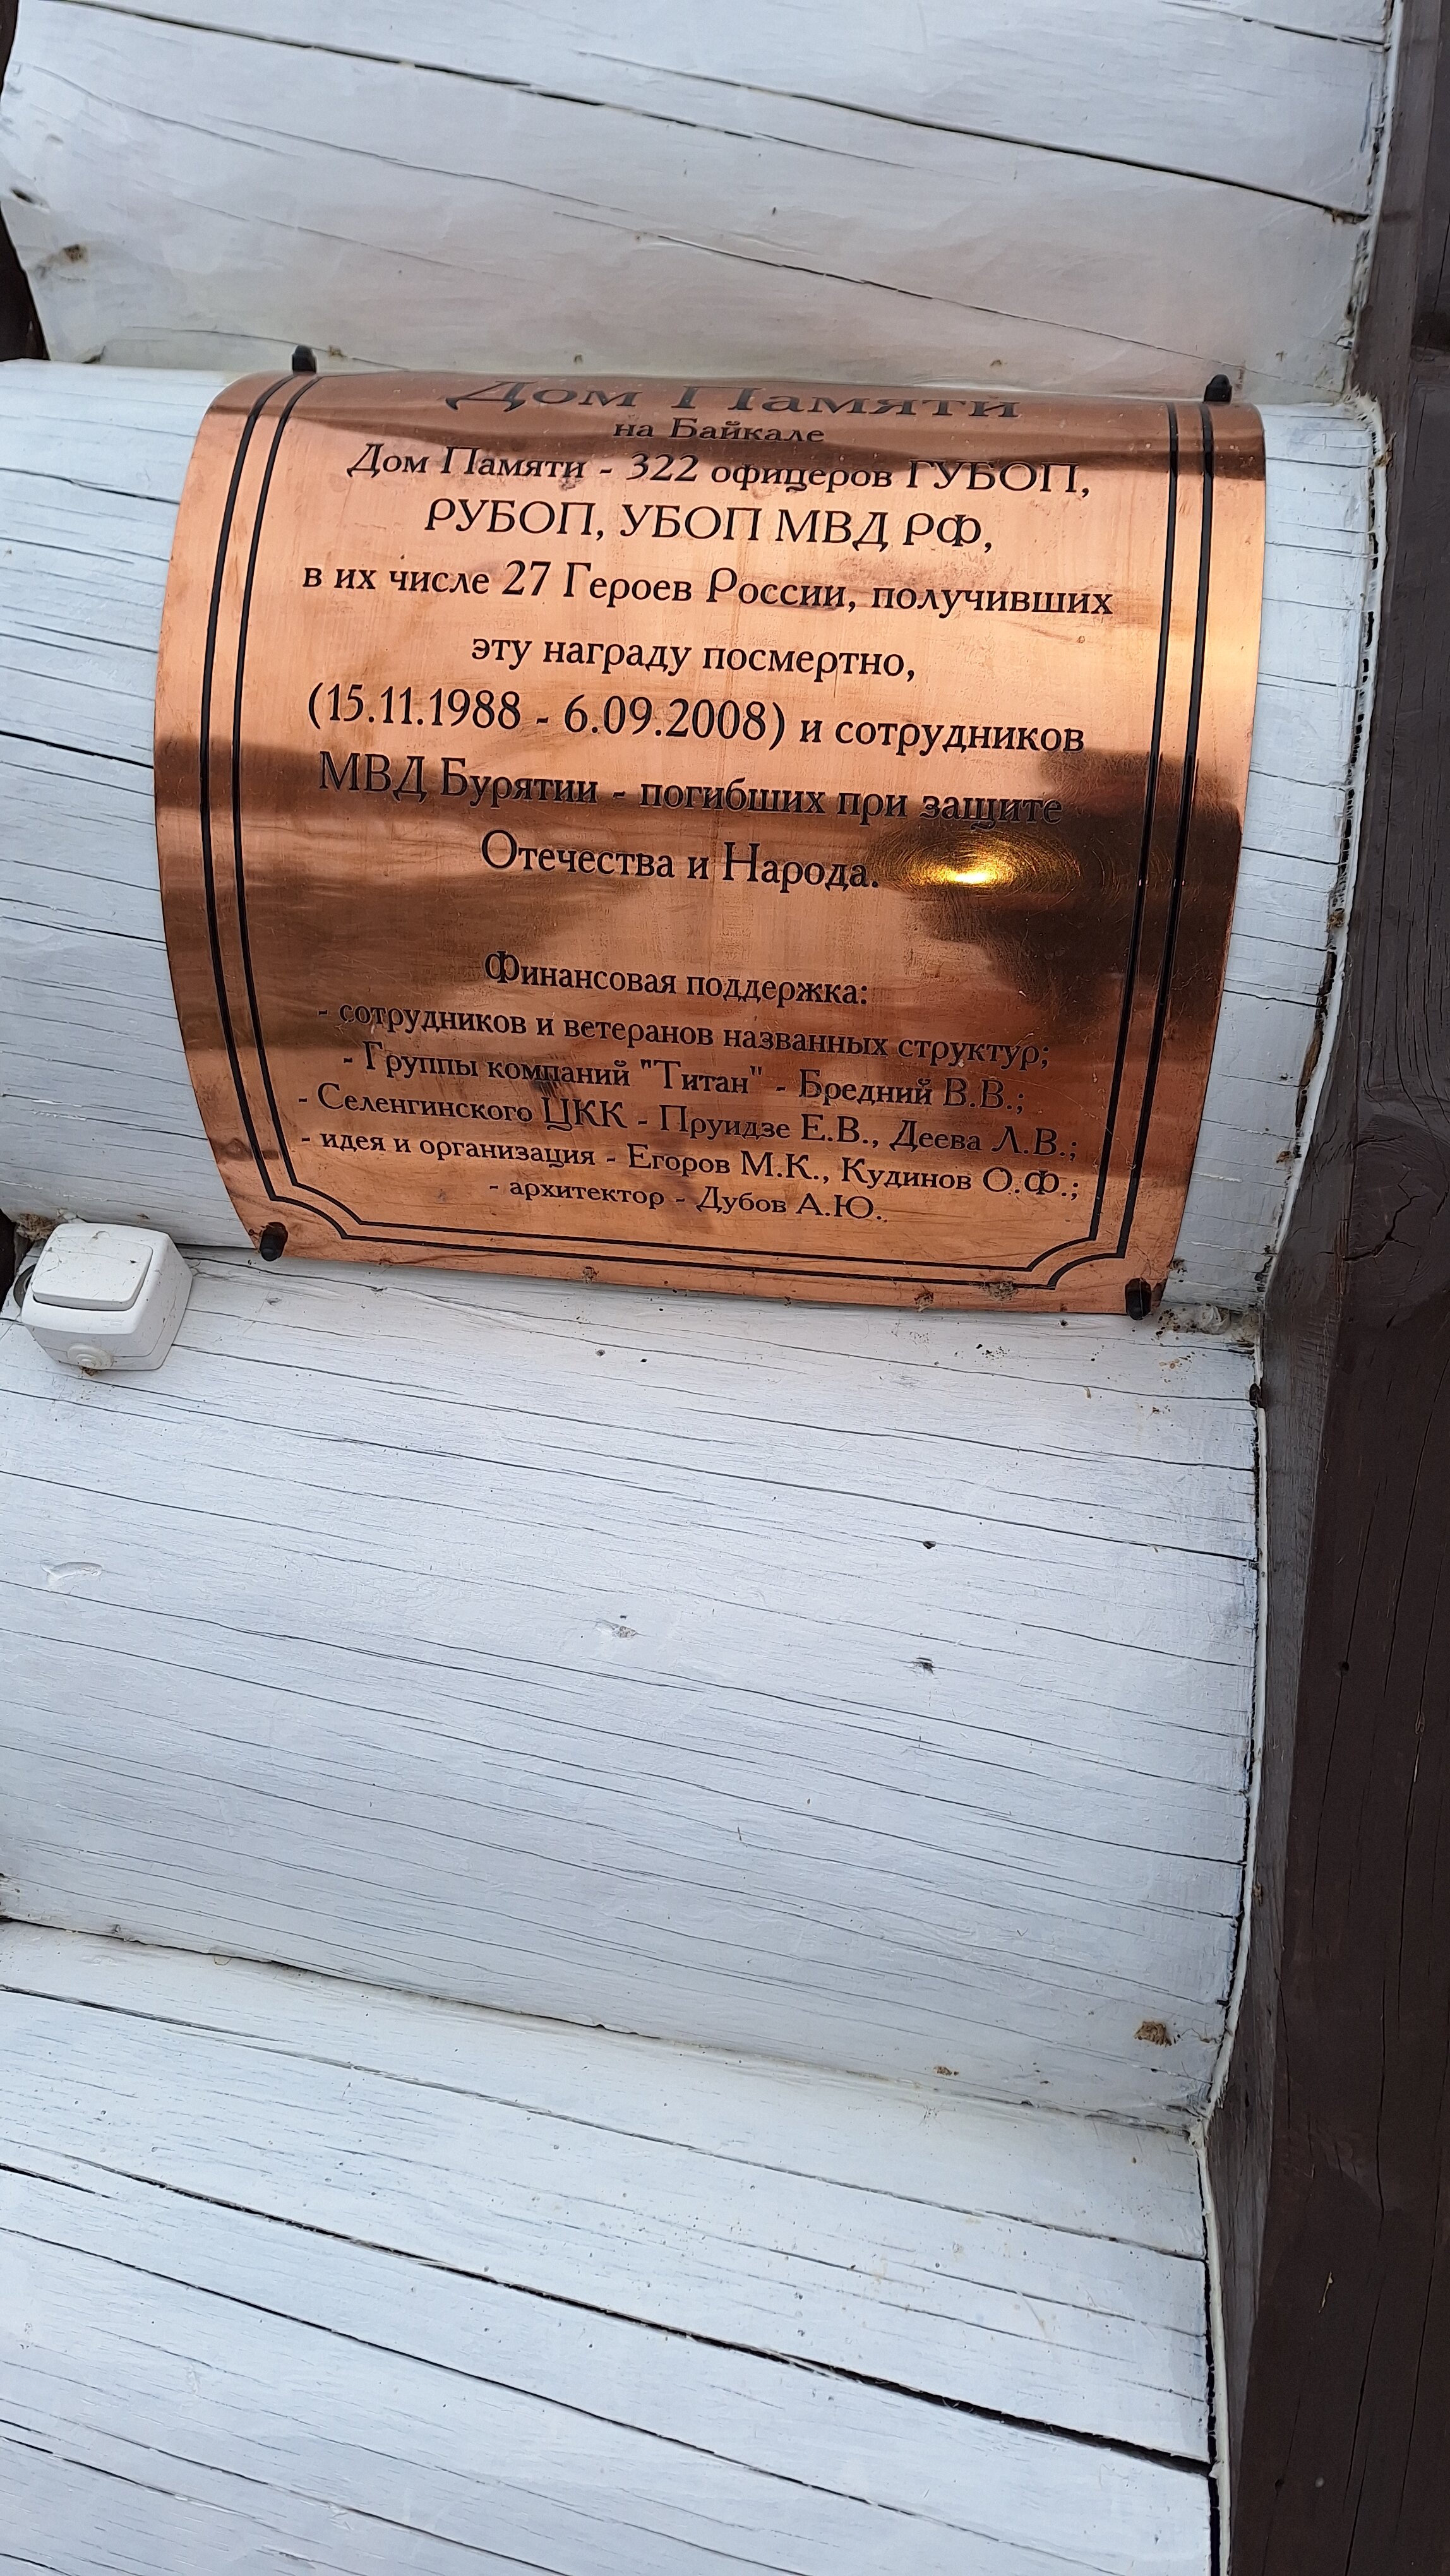 Дом Памяти
на Байкале
Дом Памяти - 322 офицеров ГУБОП,
РУБОП, УБОП МВД РФ,
в их числе 27 Героев России, получивших
эту награду посмертно,
(15.11.1988 - 6.09.2008) и сотрудников
МВД Бурятии - погибших при защите
Отечества и Народа.
Финансовая поддержка:
- сотрудников и ветеранов названных структур;
- Группы компаний "Титан" - Бредний В.В.;
- Селенгинского ЦКК - Пруидзе Е.В., Деева Л.В.;
- идея и организация - Егоров М.К., Кудинов О.Ф.;
- архитектор - Дубов А.Ю.